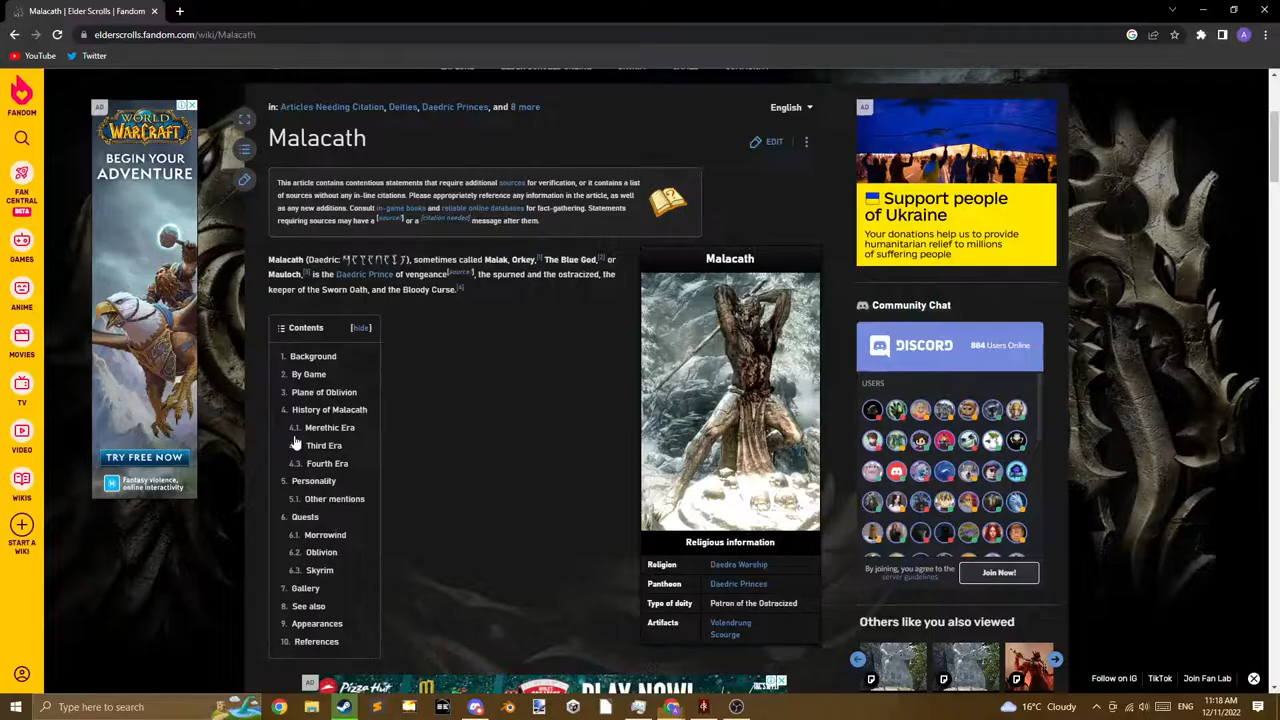 Malacath | Elder Scrolls | Fandom
elderscrolls.fandom.com/wiki/Malacath
A
YouTube
Twitter
FANDOM
FAN CENTRAL
BETA
GAMES
ANIME
MOVIES
TV
VIDEO
WIKIS
START A WIKI
AD
WORLD
WARCRAFT
BEGIN YOUR
ADVENTURE
TRY FREE NOW
Fantasy violence,
online interactivity
in: Articles Needing Citation, Deities, Daedric Princes, and 8 more
English
Malacath
EDIT
This article contains contentious statements that require additional sources for verification, or it contains a list
of sources without any in-line citations. Please appropriately reference any information in the article, as well
as any new additions. Consult in-game books and reliable online databases for fact-gathering. Statements
requiring sources may have a [source?] or a [citation needed] message after them.
Malacath (Daedric: ), sometimes called Malak, Orkey,[1] The Blue God,[2] or
Mauloch,[3] is the Daedric Prince of vengeance[source?], the spurned and the ostracized, the
keeper of the Sworn Oath, and the Bloody Curse.[4]
Contents [hide]
1. Background
2. By Game
3. Plane of Oblivion
4. History of Malacath
4.1. Merethic Era
Third Era
4.3. Fourth Era
5. Personality
5.1. Other mentions
6. Quests
6.1. Morrowind
6.2. Oblivion
6.3. Skyrim
7. Gallery
8. See also
9. Appearances
10. References
Malacath
Religious information
Religion Daedra Worship
Pantheon Daedric Princes
Type of deity Patron of the Ostracized
Artifacts Volendrung
Scourge
AD
Pizza Hut
PLAY NOW!
AD
Support people
of Ukraine
Your donations help us to provide
humanitarian relief to millions
of suffering people
Community Chat
DISCORD 884 Users Online
USERS
By joining, you agree to the
server guidelines.
Join Now!
Others like you also viewed
Follow on IG TikTok Join Fan Lab
Type here to search
16°C Cloudy
11:18 AM
12/11/2022